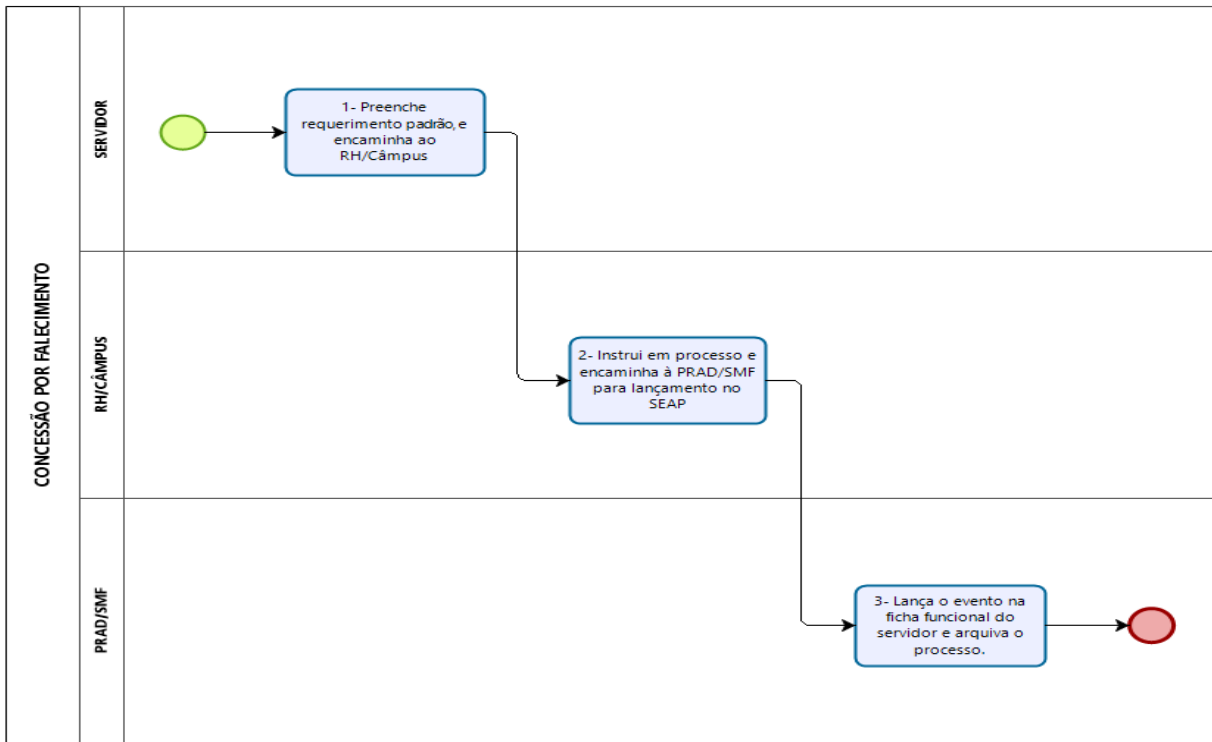 CONCESSÃO POR FALECIMENTO
SERVIDOR
1- Preenche
requerimento padrão, e
encaminha ao
RH/Câmpus
RH/CÂMPUS
2- Instrui em processo e
encaminha à PRAD/SMF
para lançamento no
SEAP
PRAD/SMF
3- Lança o evento na
ficha funcional do
servidor e arquiva o
processo.